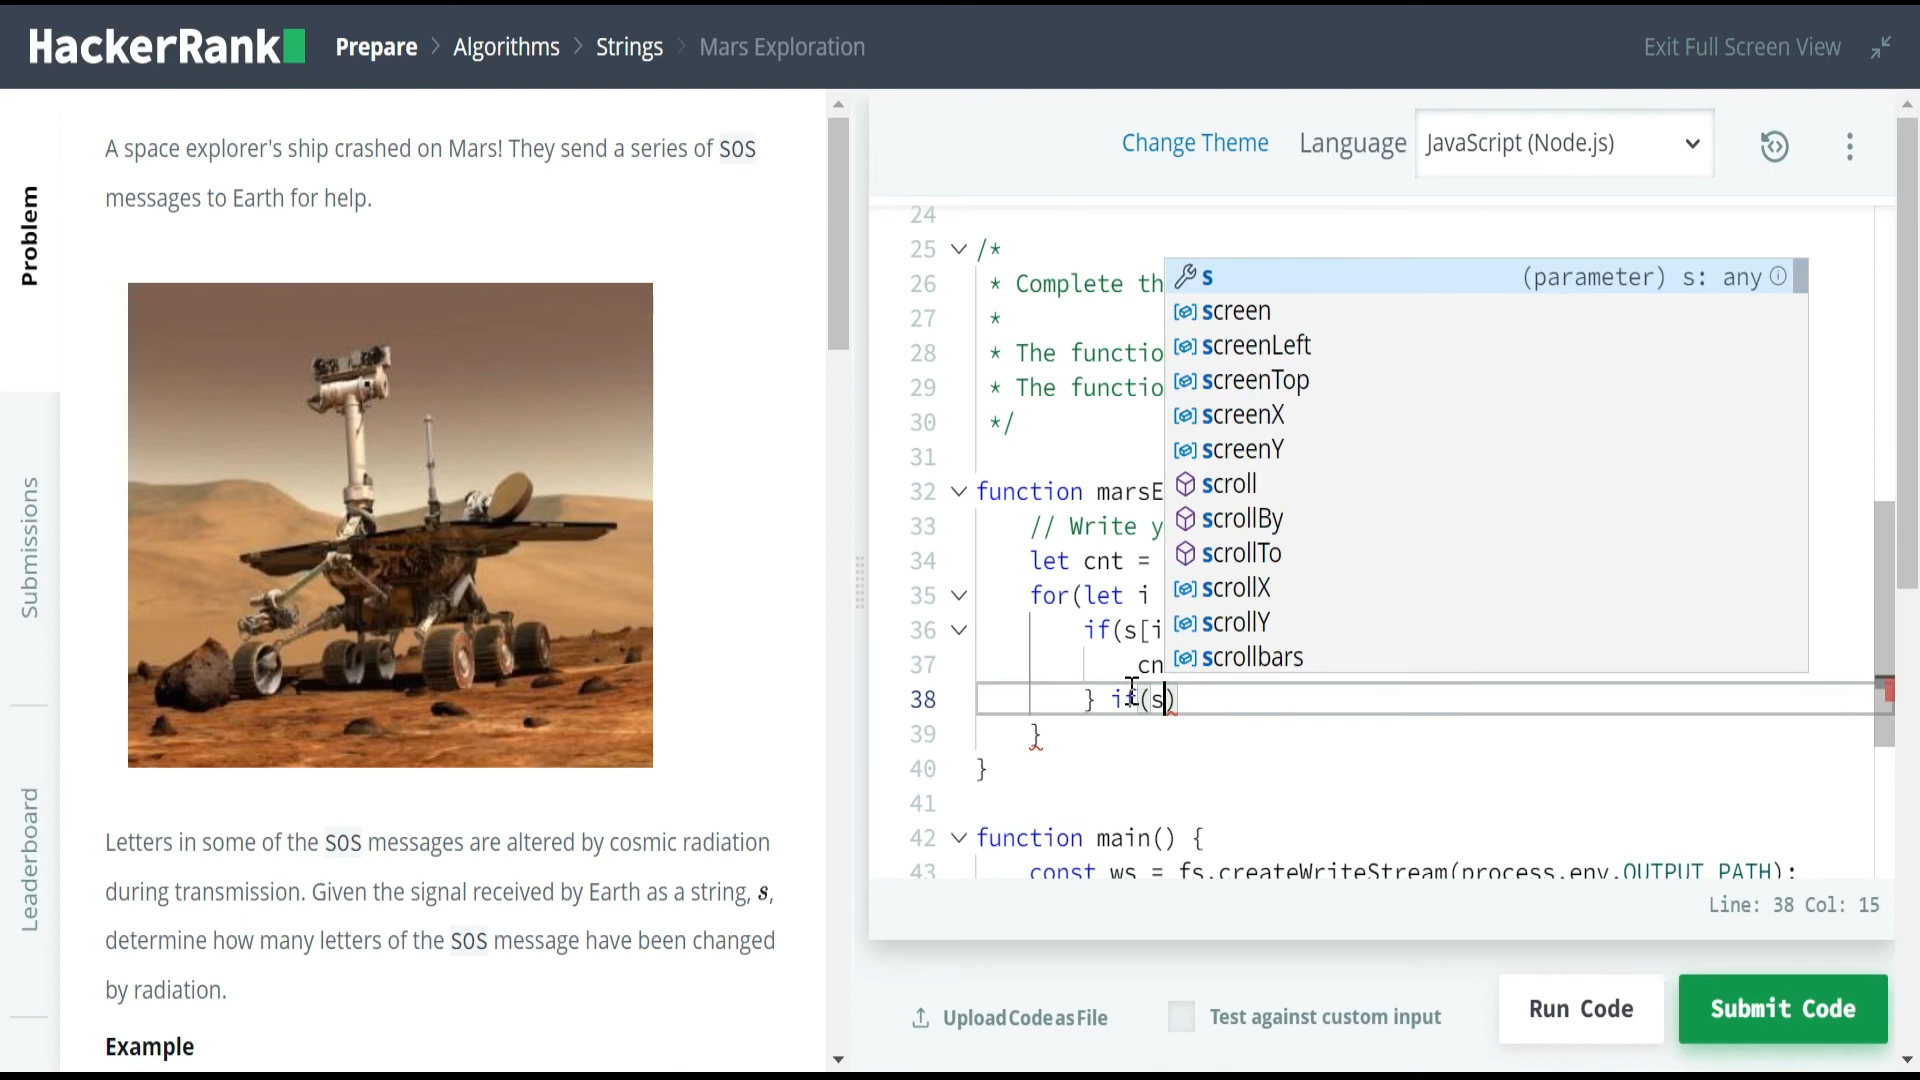 HackerRank
Prepare > Algorithms > Strings > Mars Exploration
Exit Full Screen View
Problem
Submissions
Leaderboard
A space explorer's ship crashed on Mars! They send a series of SOS
messages to Earth for help.
Letters in some of the SOS messages are altered by cosmic radiation
during transmission. Given the signal received by Earth as a string, s,
determine how many letters of the SOS message have been changed
by radiation.
Example
Change Theme Language JavaScript (Node.js)
24
25 /*
26 * Complete th
27 *
28 * The functio
29 * The functio
30 */
31
32 function marsE
33 // Write y
34 let cnt =
35 for(let i
36 if(s[i
37 cn
38 } if(s)
39 }
40 }
41
42 function main() {
43 const ws = fs.createWriteStream(process.env.OUTPUT_PATH);
s (parameter) s: any
screen
screenLeft
screenTop
screenX
screenY
scroll
scrollBy
scrollTo
scrollX
scrollY
scrollbars
Line: 38 Col: 15
Upload Code as File
Test against custom input
Run Code
Submit Code